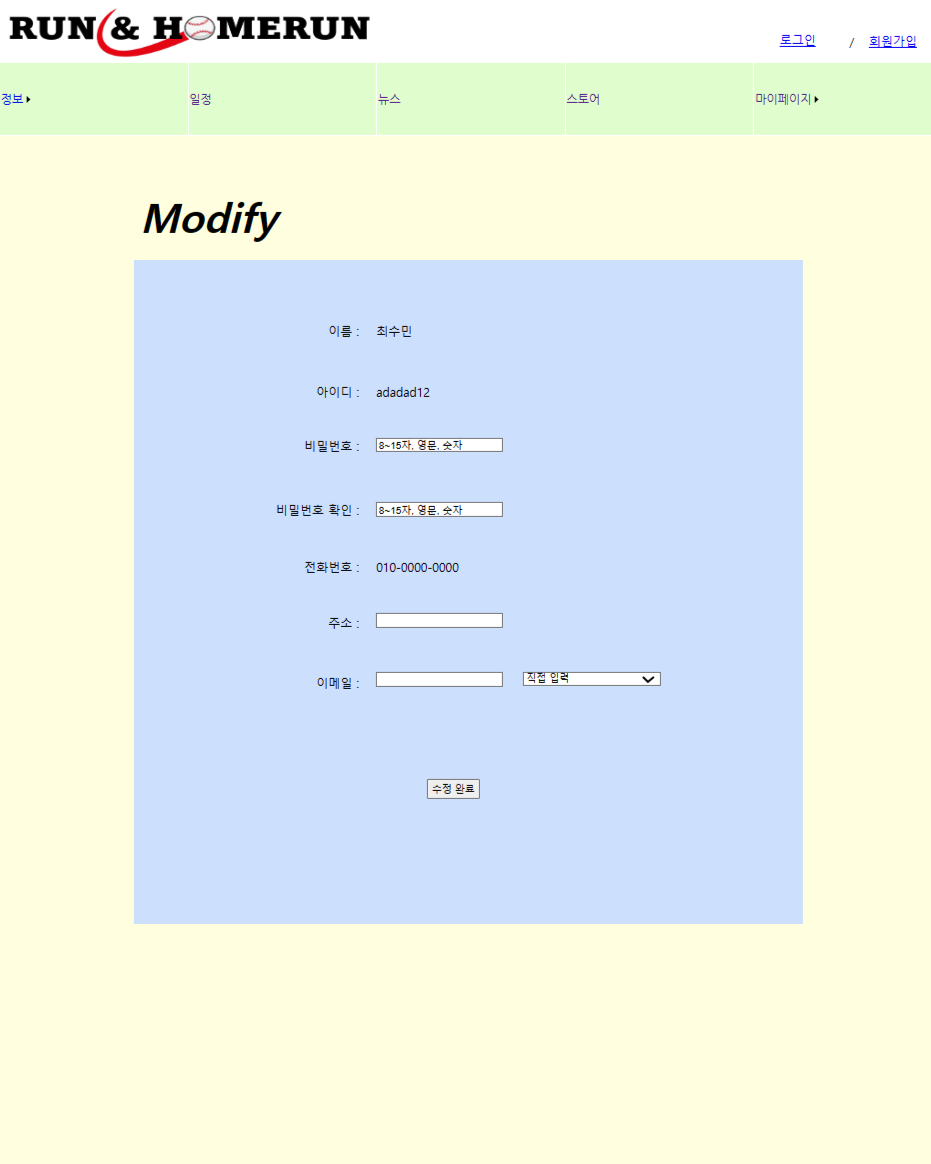 RUN & HOMERUN
로그인 / 회원가입
정보 일정 뉴스 스토어 마이페이지
Modify
이름 : 최수민
아이디 : adadad12
비밀번호 : 8~15자, 영문, 숫자
비밀번호 확인 : 8~15자, 영문, 숫자
전화번호 : 010-0000-0000
주소 :
이메일 : 직접 입력
수정 완료